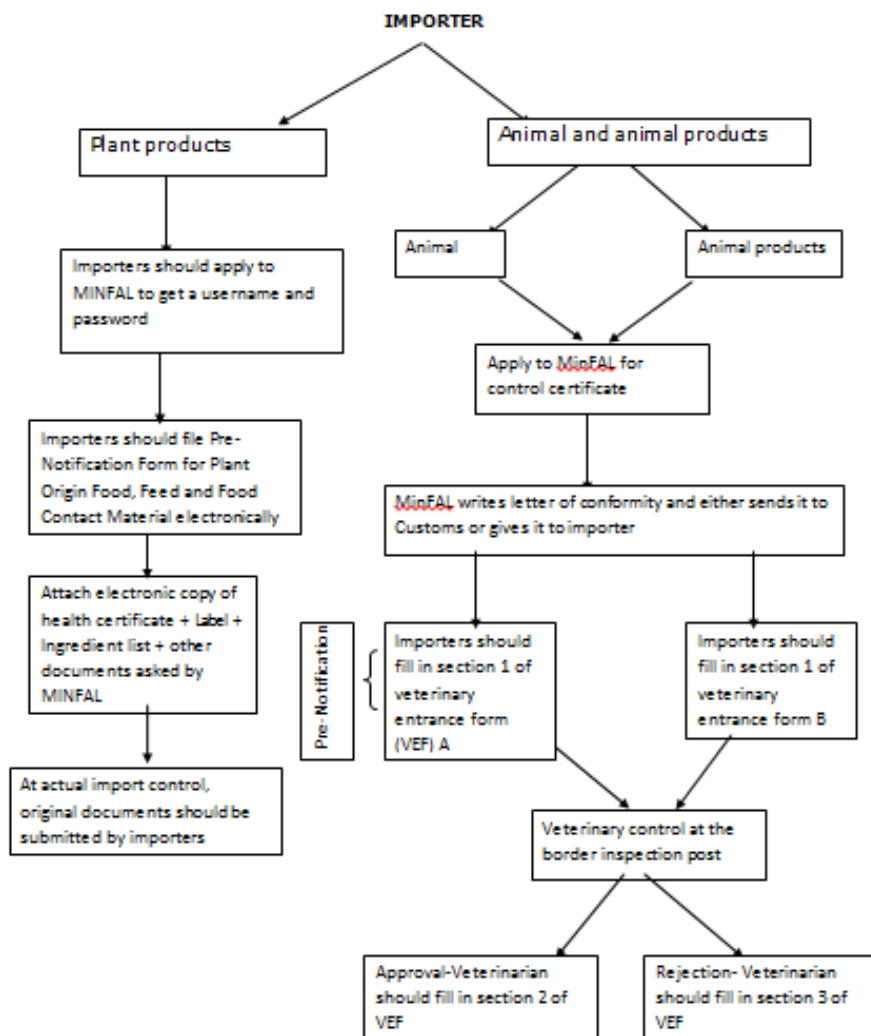 IMPORTER
Plant products
Animal and animal products
Animal
Animal products
Importers should apply to
MINFAL to get a username and
password
Apply to MinFAL for
control certificate
Importers should file Pre-
Notification Form for Plant
Origin Food, Feed and Food
Contact Material electronically
MinFAL writes letter of conformity and either sends it to
Customs or gives it to importer
Attach electronic copy of
health certificate + Label +
Ingredient list + other
documents asked by
MINFAL
Pre- Notification
Importers should
fill in section 1 of
veterinary
entrance form
(VEF) A
Importers should
fill in section 1 of
veterinary
entrance form B
At actual import control,
original documents should be
submitted by importers
Veterinary control at the
border inspection post
Approval-Veterinarian
should fill in section 2 of
VEF
Rejection- Veterinarian
should fill in section 3 of
VEF